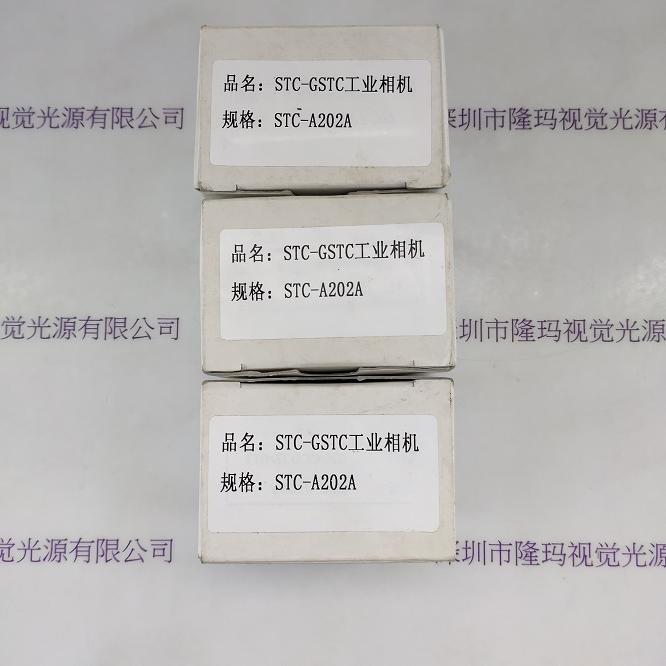 品名：STC-GSTC工业相机
规格：STC-A202A
视觉光源有限公司
深圳市隆玛视觉光源有限
品名：STC-GSTC工业相机
规格：STC-A202A
觉光源有限公司
圳市隆玛视觉光源
品名：STC-GSTC工业相机
规格：STC-A202A
觉光源有限公司
深圳市隆玛视觉光源